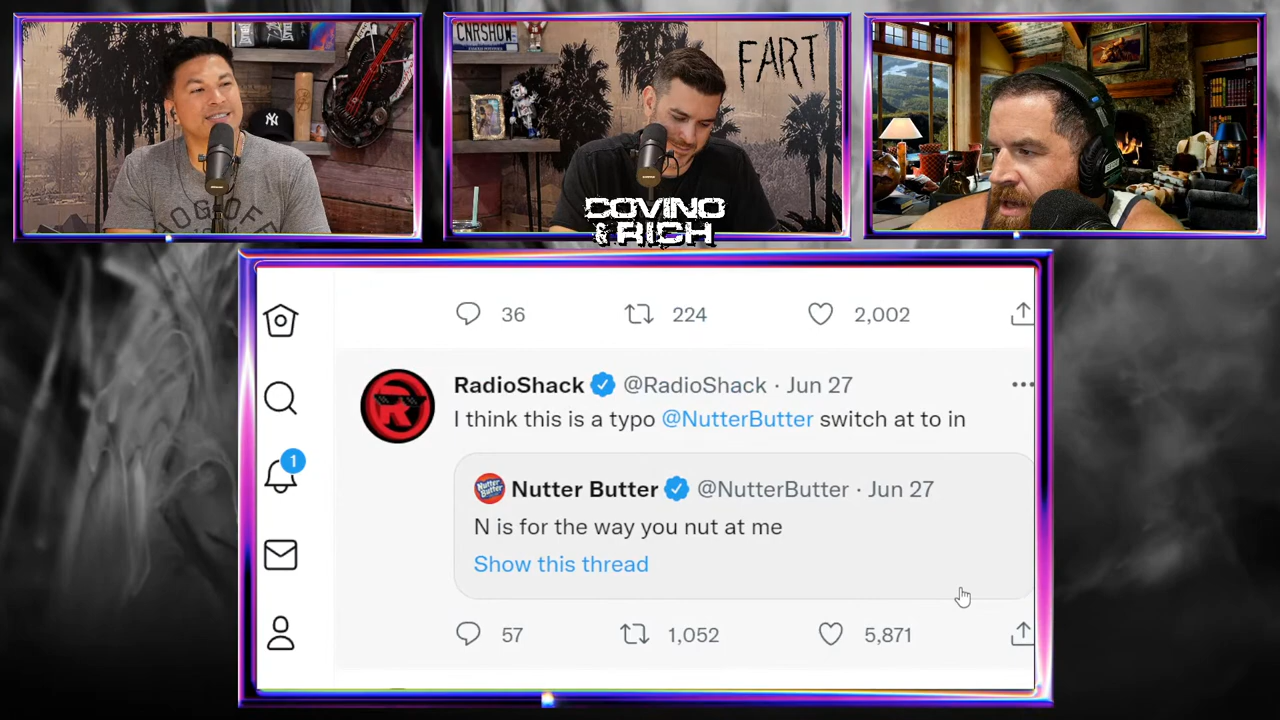 CNRSHOW
FART
COVINO
& RICH
36 224 2,002
RadioShack @RadioShack · Jun 27
I think this is a typo @NutterButter switch at to in
Nutter Butter
Nutter Butter @NutterButter · Jun 27
N is for the way you nut at me
Show this thread
57 1,052 5,871
1